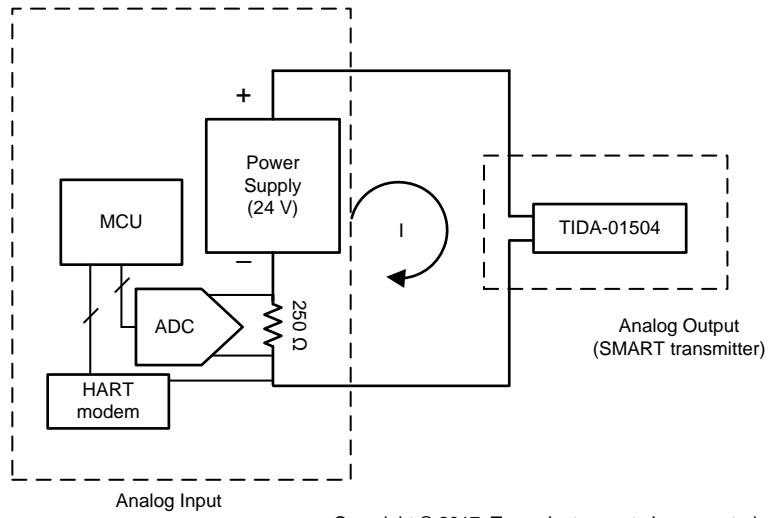 +
Power
Supply
(24 V)
–
MCU
I
TIDA-01504
ADC
250 Ω
HART
modem
Analog Output
(SMART transmitter)
Analog Input